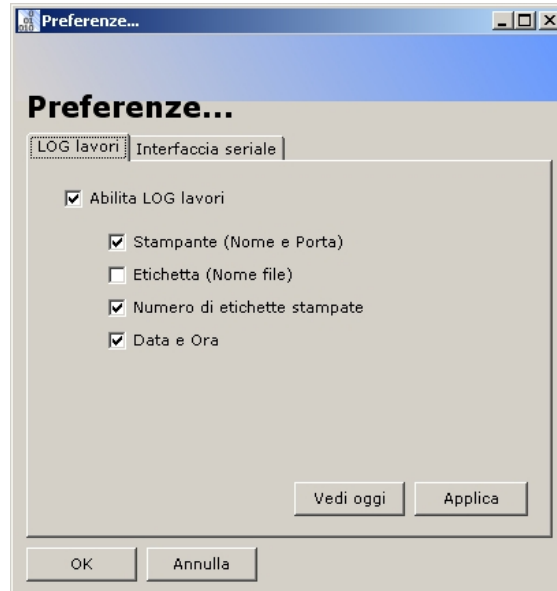 Preferenze...
Preferenze...
LOG lavori
Interfaccia seriale
Abilita LOG lavori
Stampante (Nome e Porta)
Etichetta (Nome file)
Numero di etichette stampate
Data e Ora
Vedi oggi
Applica
OK
Annulla